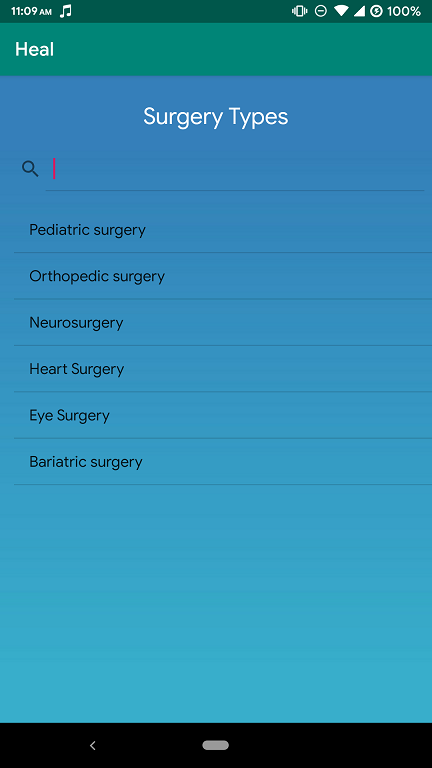 11:09 AM 100%
Heal
Surgery Types
Pediatric surgery
Orthopedic surgery
Neurosurgery
Heart Surgery
Eye Surgery
Bariatric surgery